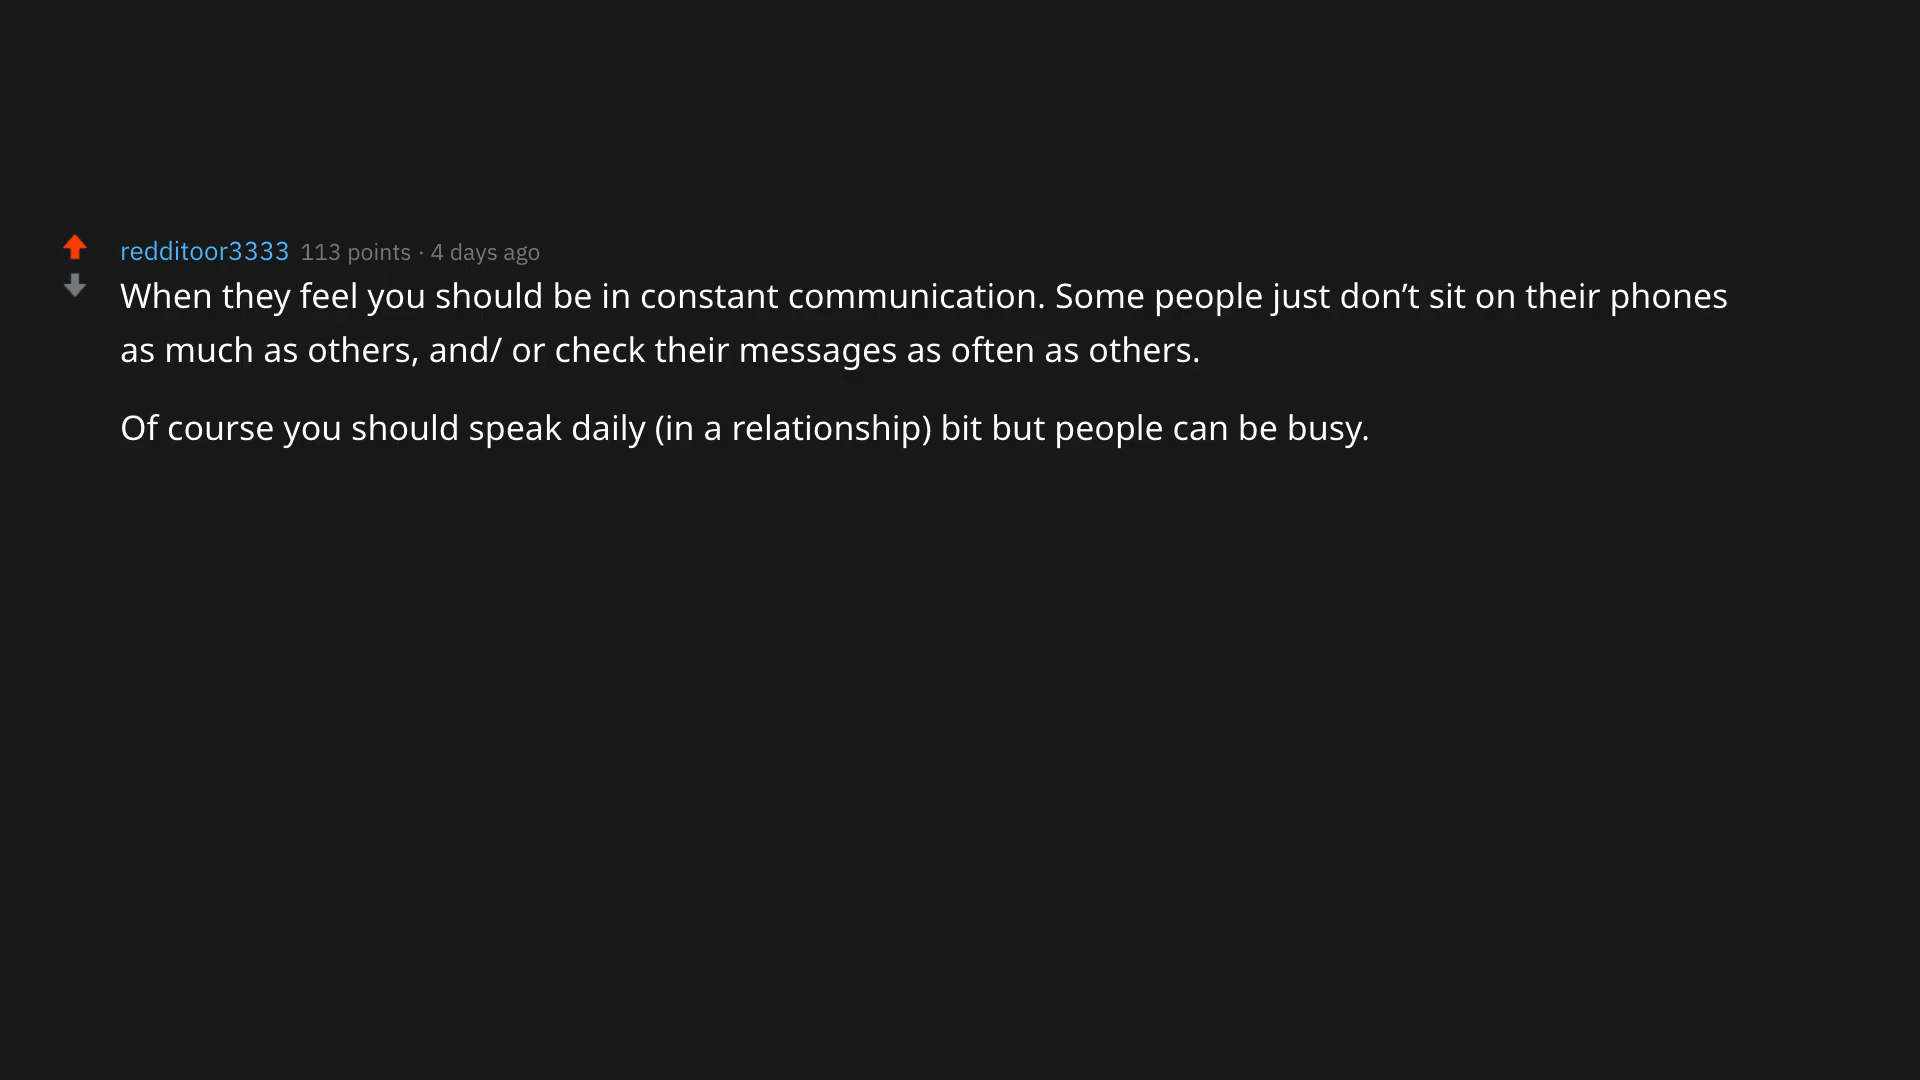 redditoor3333 113 points · 4 days ago
When they feel you should be in constant communication. Some people just don’t sit on their phones
as much as others, and/ or check their messages as often as others.
Of course you should speak daily (in a relationship) bit but people can be busy.